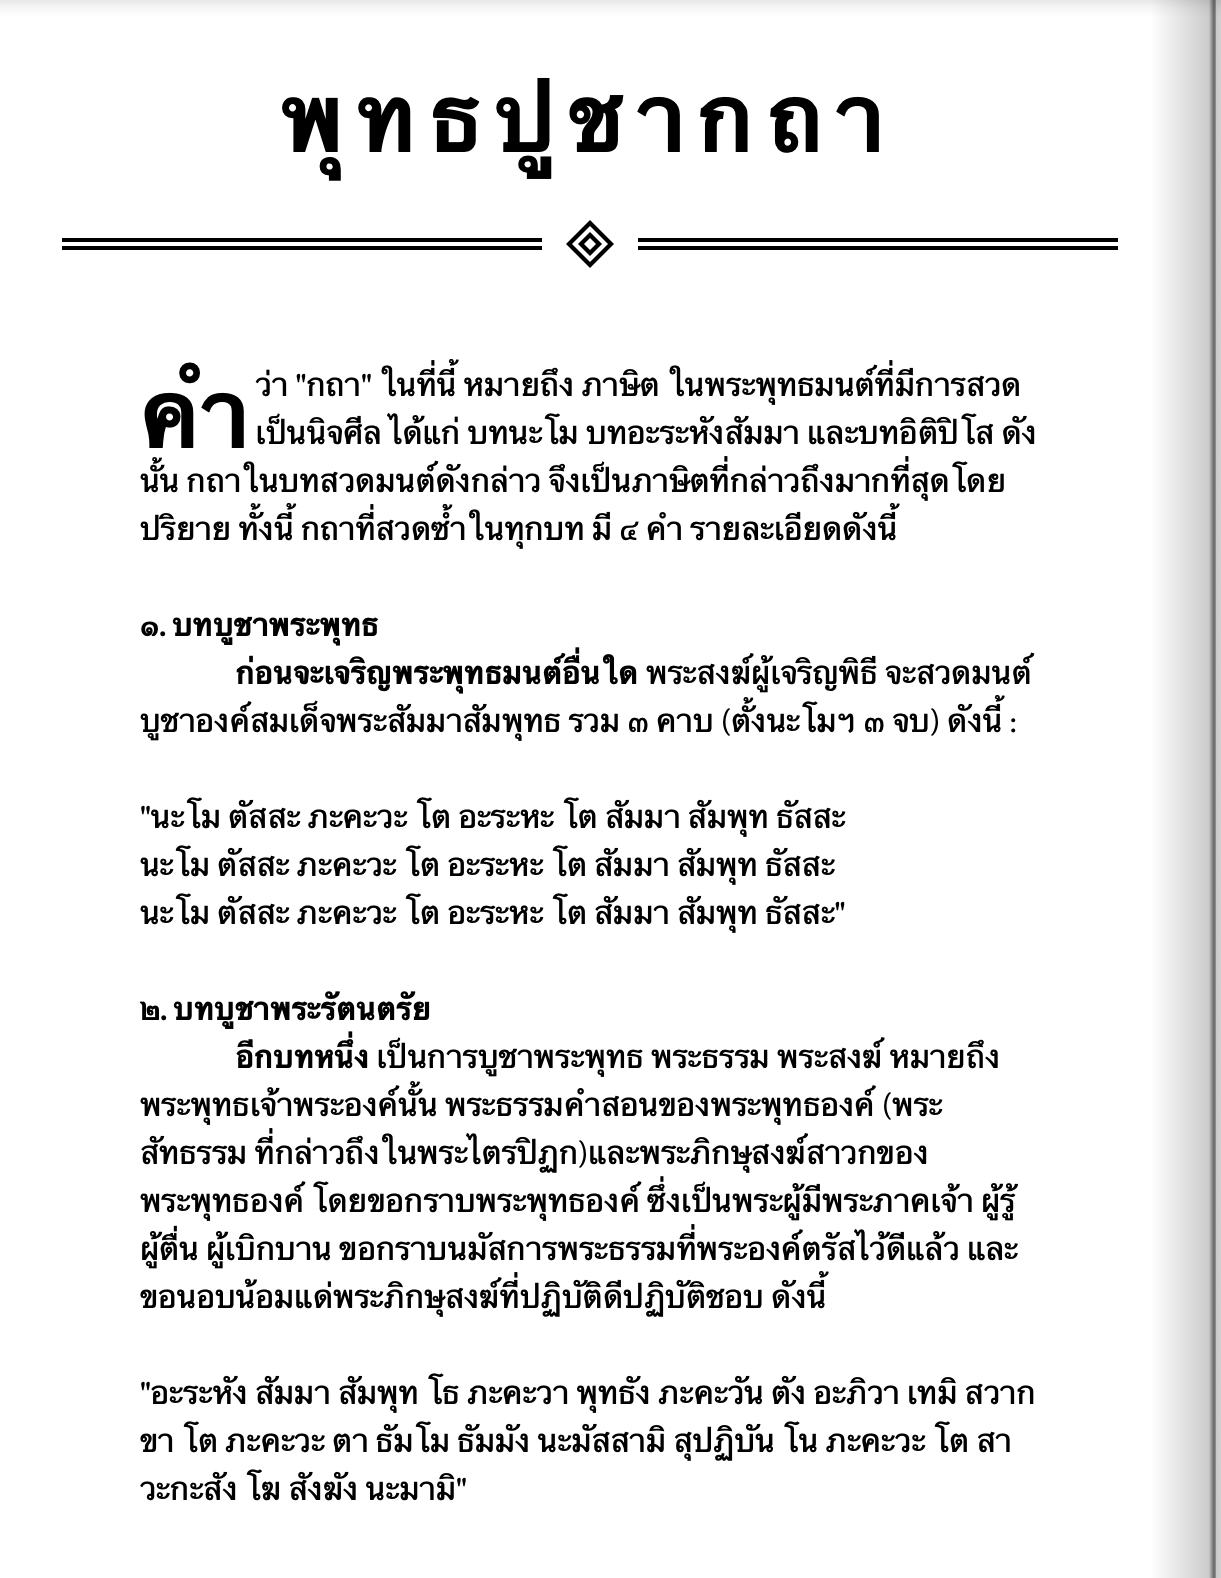 พุทธปูชากถา
คำว่า "กถา" ในที่นี้ หมายถึง ภาษิต ในพระพุทธมนต์ที่มีการสวด
เป็นนิจศีล ได้แก่ บทนะโม บทอะระหังสัมมา และบทอิติปิโส ดัง
นั้น กถาในบทสวดมนต์ดังกล่าว จึงเป็นภาษิตที่กล่าวถึงมากที่สุดโดย
ปริยาย ทั้งนี้ กถาที่สวดซ้ำในทุกบท มี ๔ คำ รายละเอียดดังนี้
๑. บทบูชาพระพุทธ
ก่อนจะเจริญพระพุทธมนต์อื่นใด พระสงฆ์ผู้เจริญพิธี จะสวดมนต์
บูชาองค์สมเด็จพระสัมมาสัมพุทธ รวม ๓ คาบ (ตั้งนะโมฯ ๓ จบ) ดังนี้ :
"นะโม ตัสสะ ภะคะวะ โต อะระหะ โต สัมมา สัมพุท ธัสสะ
นะโม ตัสสะ ภะคะวะ โต อะระหะ โต สัมมา สัมพุท ธัสสะ
นะโม ตัสสะ ภะคะวะ โต อะระหะ โต สัมมา สัมพุท ธัสสะ"
๒. บทบูชาพระรัตนตรัย
อีกบทหนึ่ง เป็นการบูชาพระพุทธ พระธรรม พระสงฆ์ หมายถึง
พระพุทธเจ้าพระองค์นั้น พระธรรมคำสอนของพระพุทธองค์ (พระ
สัทธรรม ที่กล่าวถึงในพระไตรปิฏก)และพระภิกษุสงฆ์สาวกของ
พระพุทธองค์ โดยขอกราบพระพุทธองค์ ซึ่งเป็นพระผู้มีพระภาคเจ้า ผู้รู้
ผู้ตื่น ผู้เบิกบาน ขอกราบนมัสการพระธรรมที่พระองค์ตรัสไว้ดีแล้ว และ
ขอนอบน้อมแด่พระภิกษุสงฆ์ที่ปฏิบัติดีปฏิบัติชอบ ดังนี้
"อะระหัง สัมมา สัมพุท โธ ภะคะวา พุทธัง ภะคะวัน ตัง อะภิวา เทมิ สวาก
ขา โต ภะคะวะ ตา ธัมโม ธัมมัง นะมัสสามิ สุปฏิบัน โน ภะคะวะ โต สา
วะกะสัง โฆ สังฆัง นะมามิ"